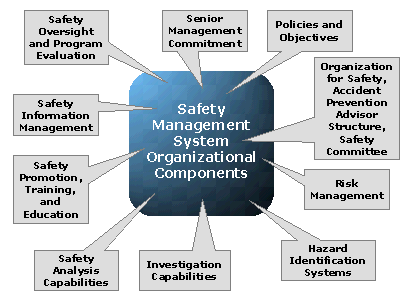 Safety
Oversight
and Program
Evaluation
Senior
Management
Commitment
Policies and
Objectives
Organization
for Safety,
Accident
Prevention
Advisor
Structure,
Safety
Committee
Safety
Information
Management
Safety
Management
System
Organizational
Components
Safety
Promotion,
Training,
and
Education
Risk
Management
Safety
Analysis
Capabilities
Investigation
Capabilities
Hazard
Identification
Systems